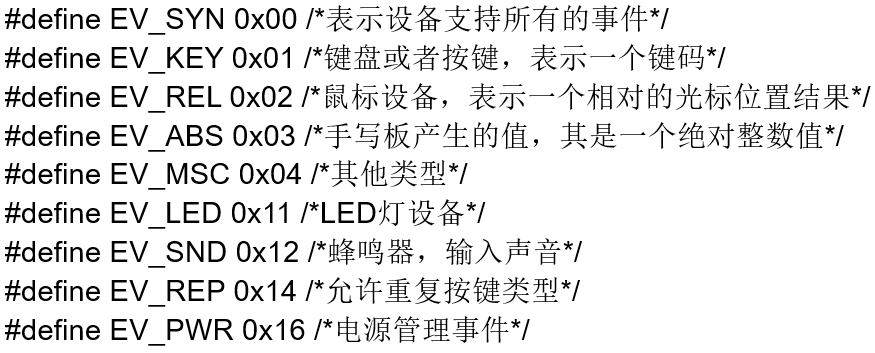 #define EV_SYN 0x00 /*表示设备支持所有的事件*/
#define EV_KEY 0x01 /*键盘或者按键，表示一个键码*/
#define EV_REL 0x02 /*鼠标设备，表示一个相对的光标位置结果*/
#define EV_ABS 0x03 /*手写板产生的值，其是一个绝对整数值*/
#define EV_MSC 0x04 /*其他类型*/
#define EV_LED 0x11 /*LED灯设备*/
#define EV_SND 0x12 /*蜂鸣器，输入声音*/
#define EV_REP 0x14 /*允许重复按键类型*/
#define EV_PWR 0x16 /*电源管理事件*/